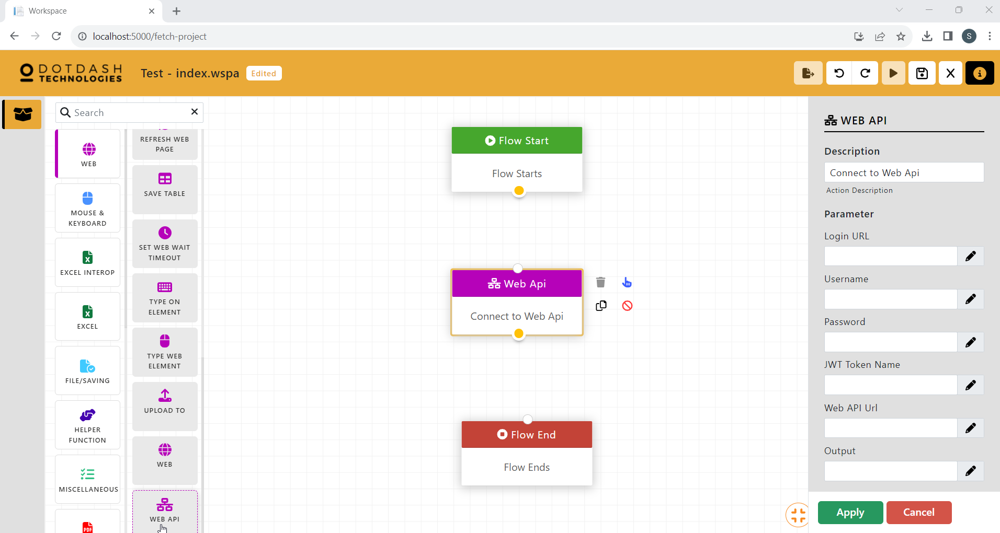 Workspace
localhost:5000/fetch-project
DOTDASH
TECHNOLOGIES
Test - index.wspa
Edited
S
Search
WEB
MOUSE &
KEYBOARD
EXCEL INTEROP
EXCEL
FILE/SAVING
HELPER
FUNCTION
MISCELLANEOUS
PDF
REFRESH WEB
PAGE
SAVE TABLE
SET WEB WAIT
TIMEOUT
TYPE ON
ELEMENT
TYPE WEB
ELEMENT
UPLOAD TO
WEB
WEB API
Flow Start
Flow Starts
Web Api
Connect to Web Api
Flow End
Flow Ends
WEB API
Description
Connect to Web Api
Action Description
Parameter
Login URL
Username
Password
JWT Token Name
Web API Url
Output
Apply
Cancel